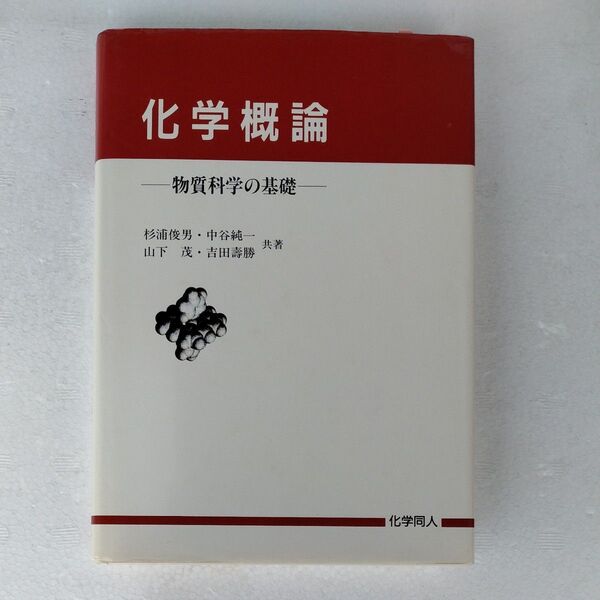 化学概論
―物質科学の基礎―
杉浦俊男・中谷純一
山下 茂・吉田壽勝 共著
化学同人